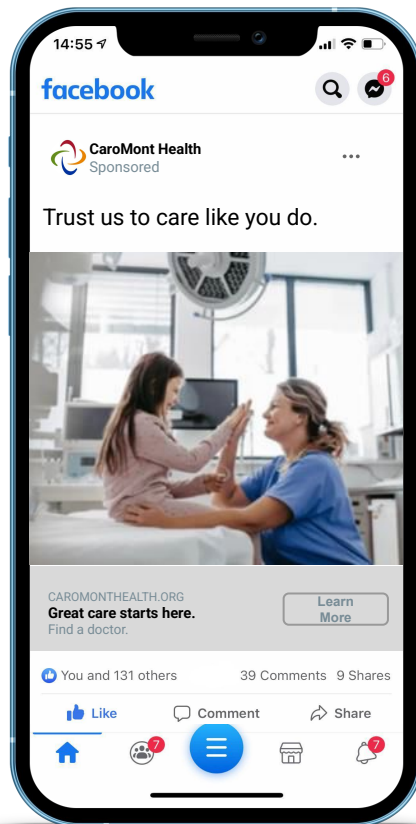 14:55
facebook
6
CaroMont Health
Sponsored
Trust us to care like you do.
CAROMONTHEALTH.ORG
Great care starts here.
Find a doctor.
Learn
More
You and 131 others 39 Comments 9 Shares
Like Comment Share
7 7